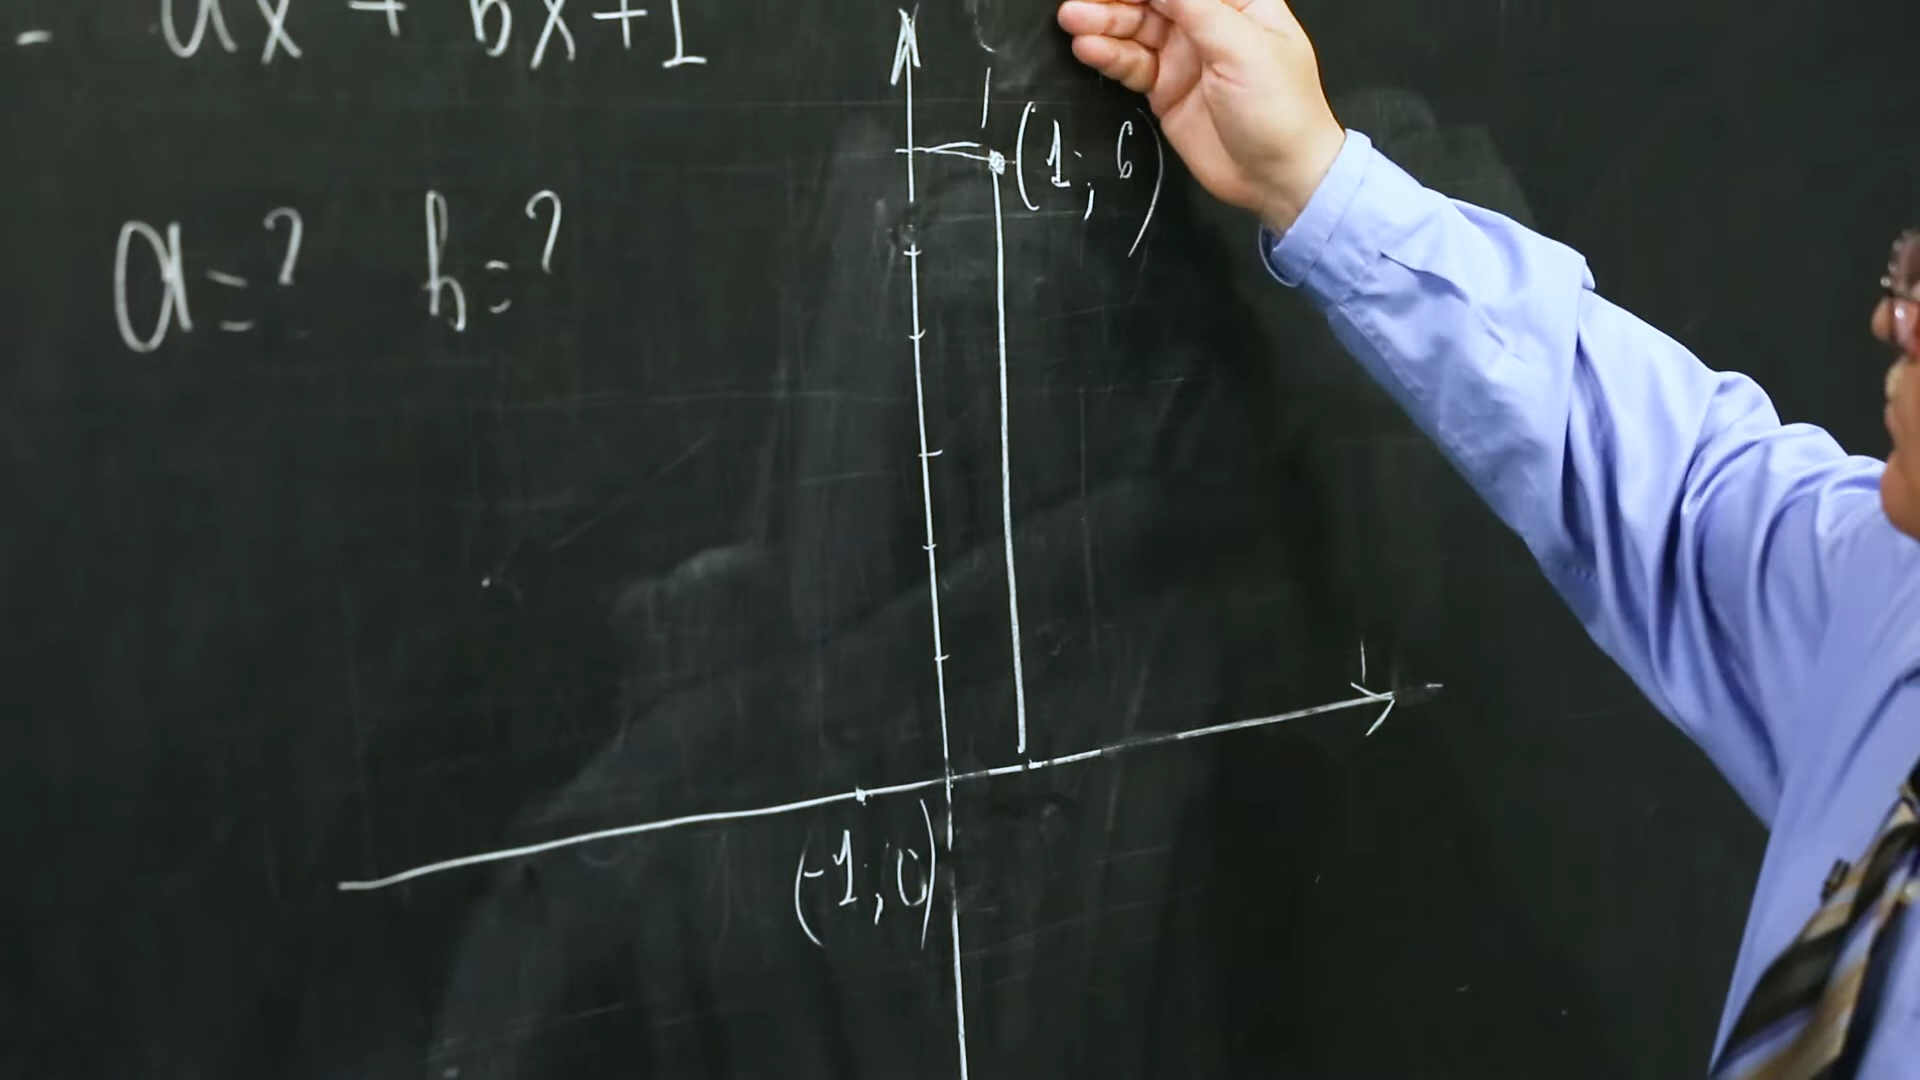 - ax + bx+1
a=? b=?
(1; 6)
(-1; 0)